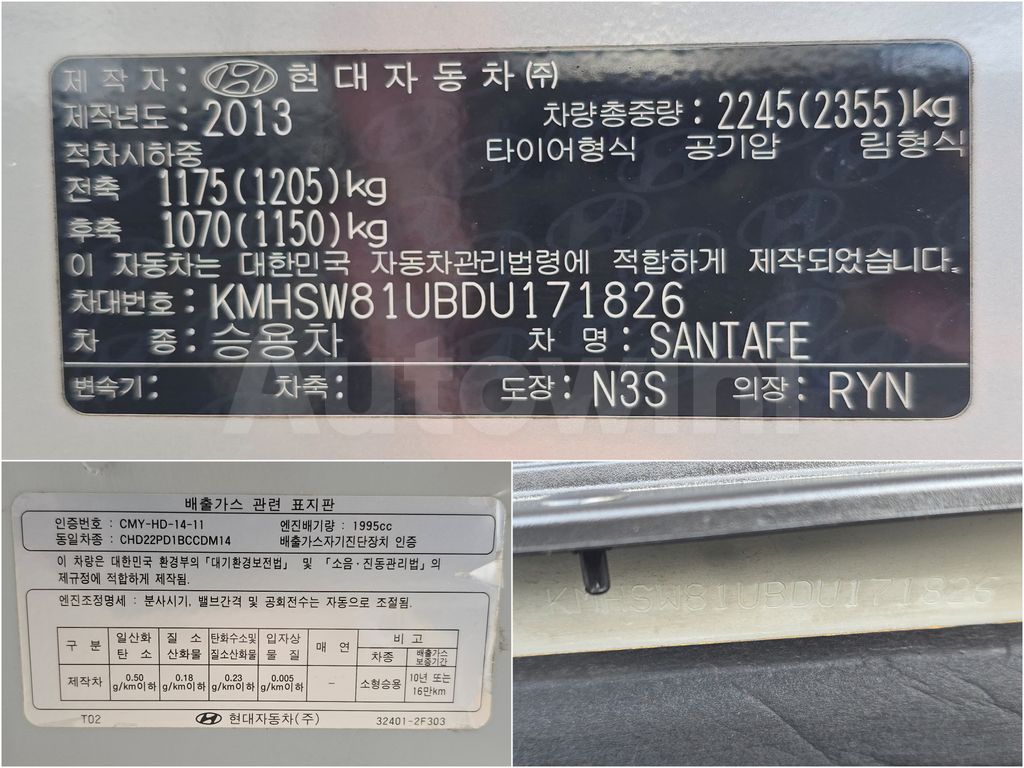 제 작 자 : HYUNDAI 현대자동차㈜
제작년도 : 2013 차량총중량 : 2245(2355)kg
적차시하중 타이어형식 공기압 림형식
전축 1175(1205)kg
후축 1070(1150)kg
이 자동차는 대한민국 자동차관리법령에 적합하게 제작되었습니다.
차대번호 : KMHSW81UBDU171826
차 종 : 승용차 차 명 : SANTAFE
변속기 : 차축 : 도장 : N3S 의장 : RYN
Autowini
배출가스 관련 표지판
인증번호 : CMY-HD-14-11 엔진배기량 : 1995cc
동일차종 : CHD22PD1BCCDM14 배출가스자기진단장치 인증
이 차량은 대한민국 환경부의 「대기환경보전법」 및 「소음·진동관리법」의
제규정에 적합하게 제작됨.
엔진조정명세 : 분사시기, 밸브간격 및 공회전수는 자동으로 조절됨.
구 분 일산화탄소 질소산화물 탄화수소및질소산화물 입자상물질 매 연 비 고
차종 배출가스보증기간
제작차 0.50 g/km이하 0.18 g/km이하 0.23 g/km이하 0.005 g/km이하 - 소형승용 10년 또는 16만km
T02 현대자동차(주) 32401-2F303
KMHSW81UBDU171826